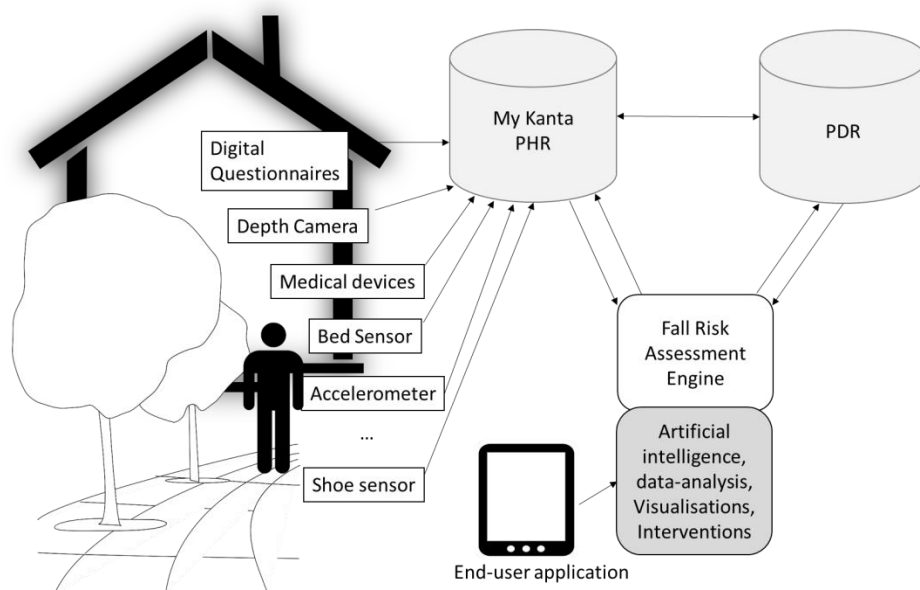 Digital
Questionnaires
Depth Camera
Medical devices
Bed Sensor
Accelerometer
...
Shoe sensor
My Kanta
PHR
PDR
Fall Risk
Assessment
Engine
Artificial
intelligence,
data-analysis,
Visualisations,
Interventions
End-user application